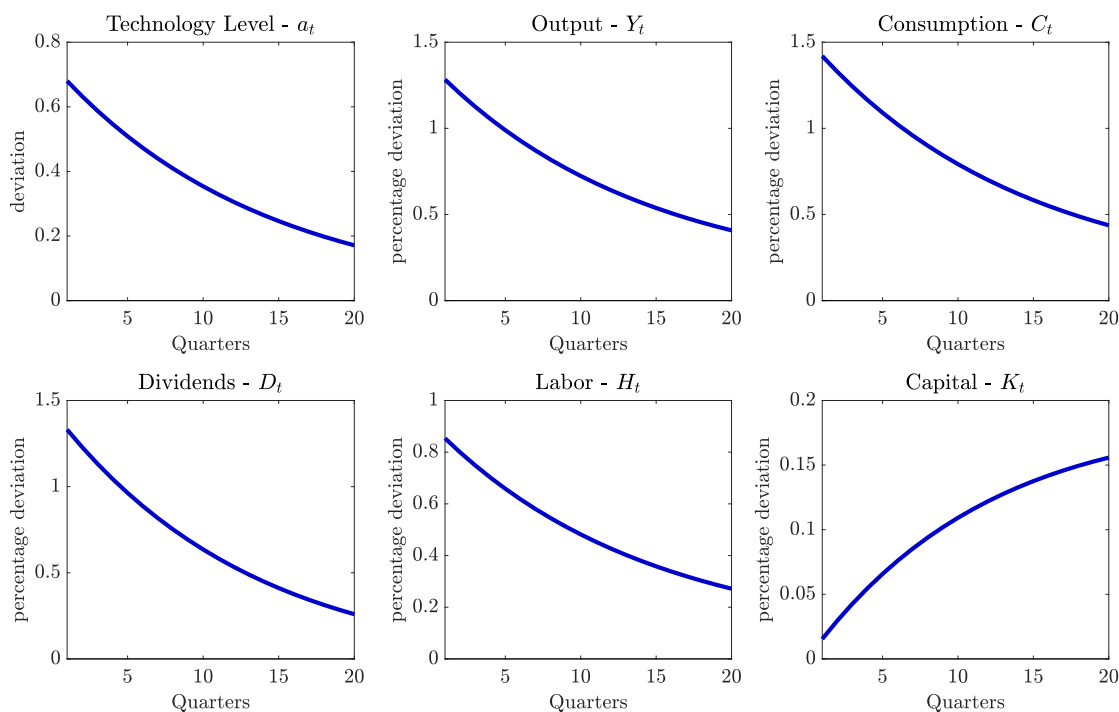 Technology Level - a_t
deviation
0.8
0.6
0.4
0.2
0
5 10 15 20
Quarters
Output - Y_t
percentage deviation
1.5
1
0.5
0
5 10 15 20
Quarters
Consumption - C_t
percentage deviation
1.5
1
0.5
0
5 10 15 20
Quarters
Dividends - D_t
percentage deviation
1.5
1
0.5
0
5 10 15 20
Quarters
Labor - H_t
percentage deviation
1
0.8
0.6
0.4
0.2
0
5 10 15 20
Quarters
Capital - K_t
percentage deviation
0.2
0.15
0.1
0.05
0
5 10 15 20
Quarters